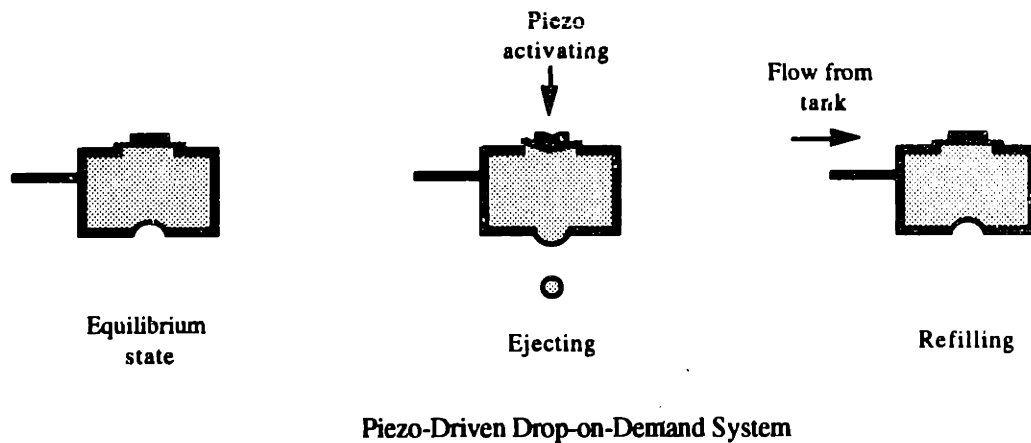 Piezo
activating
Flow from
tank
Equilibrium
state
Ejecting
Refilling
Piezo-Driven Drop-on-Demand System